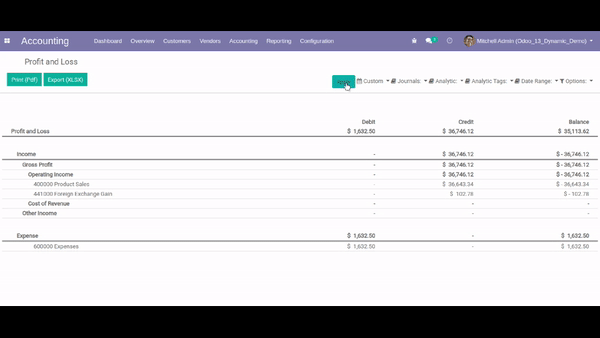 Accounting Dashboard Overview Customers Vendors Accounting Reporting Configuration Mitchell Admin (Odoo_13_Dynamic_Demo)
Profit and Loss
Print (Pdf) Export (XLSX) Custom Journals: Analytic: Analytic Tags: Date Range: Options:
Debit Credit Balance
Profit and Loss $ 1,632.50 $ 36,746.12 $ 35,113.62
Income - $ 36,746.12 $ - 36,746.12
Gross Profit - $ 36,746.12 $ - 36,746.12
Operating Income - $ 36,746.12 $ - 36,746.12
400000 Product Sales - $ 36,643.34 $ - 36,643.34
441000 Foreign Exchange Gain - $ 102.78 $ - 102.78
Cost of Revenue - - -
Other Income - - -
Expense $ 1,632.50 - $ 1,632.50
600000 Expenses $ 1,632.50 - $ 1,632.50